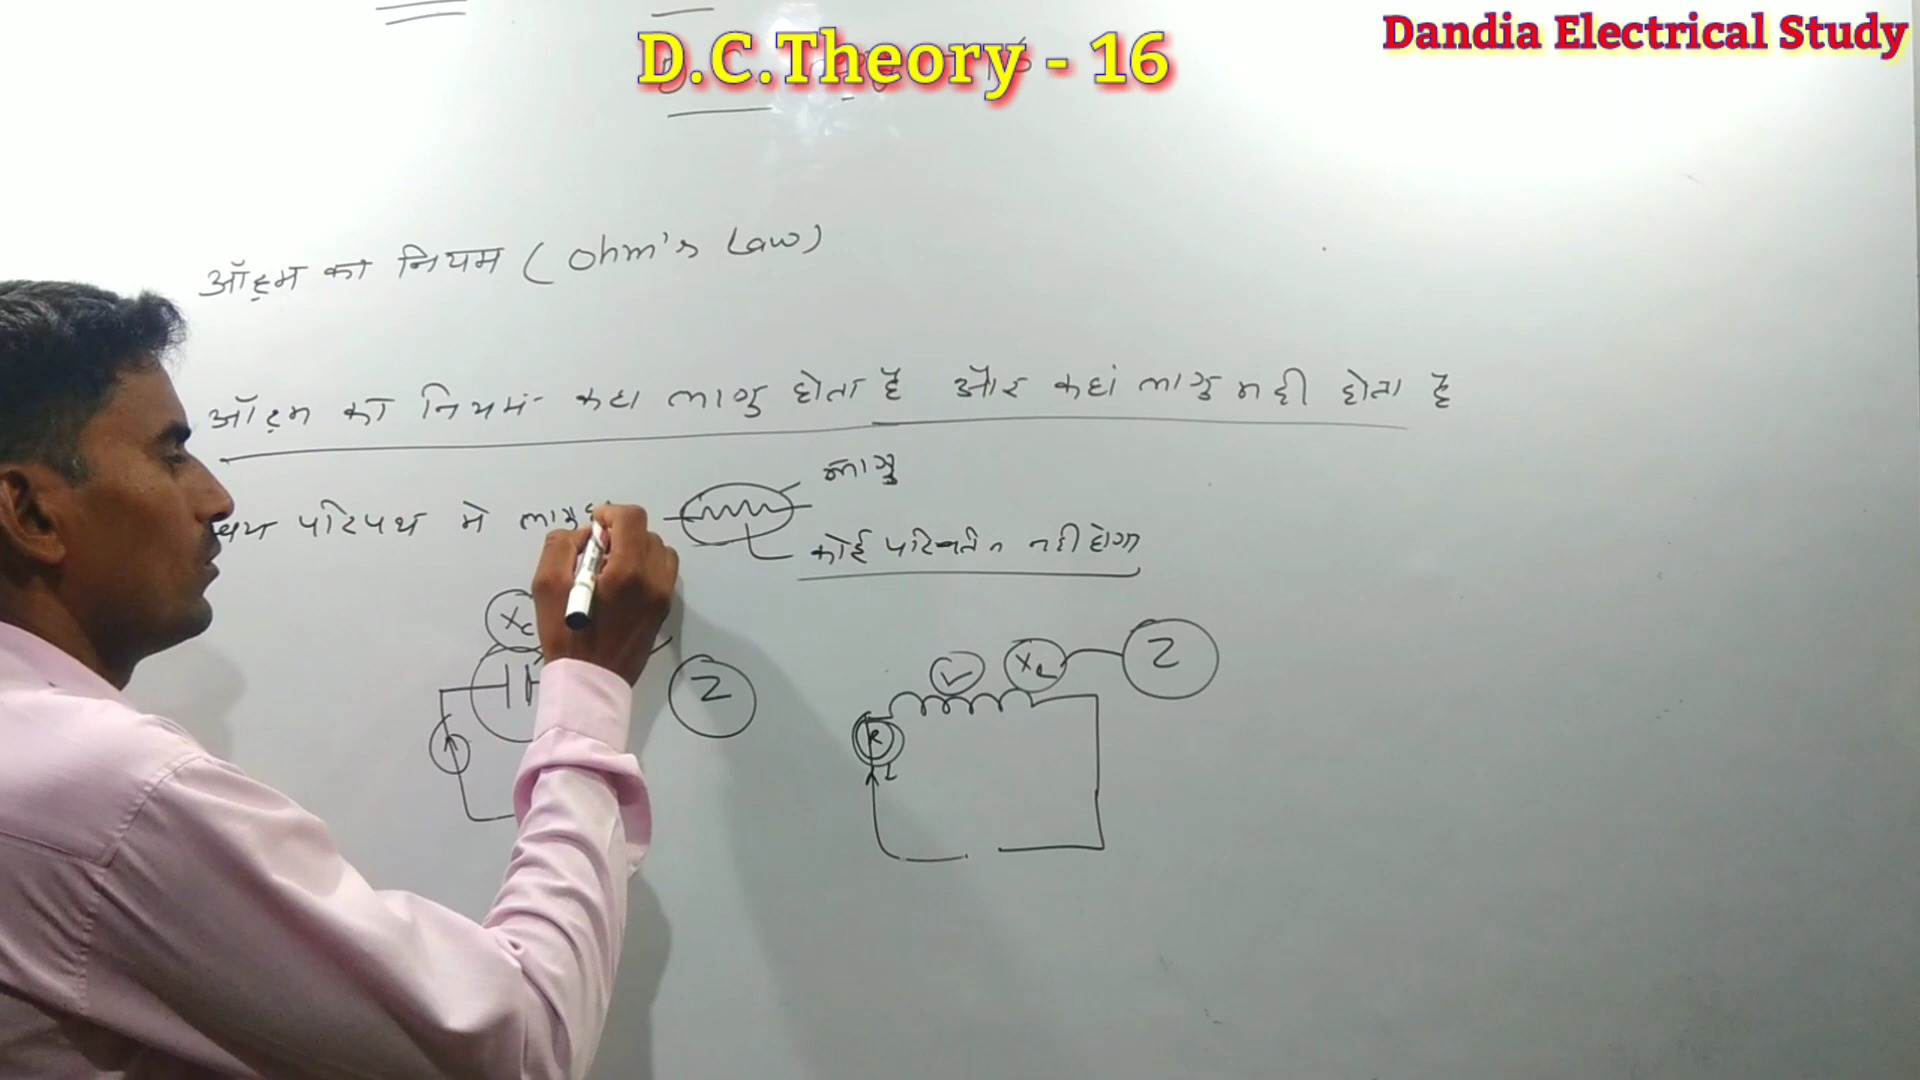 D.C.Theory - 16
Dandia Electrical Study
ऑह्म का नियम ( ohm's Law)
ऑह्म का नियम कहा लागु होता है और कहां लागु नही होता है
परिपथ मे लागु
लागु
कोई परिवर्तन नही होगा
Xc
Z
L
XL
Z
R